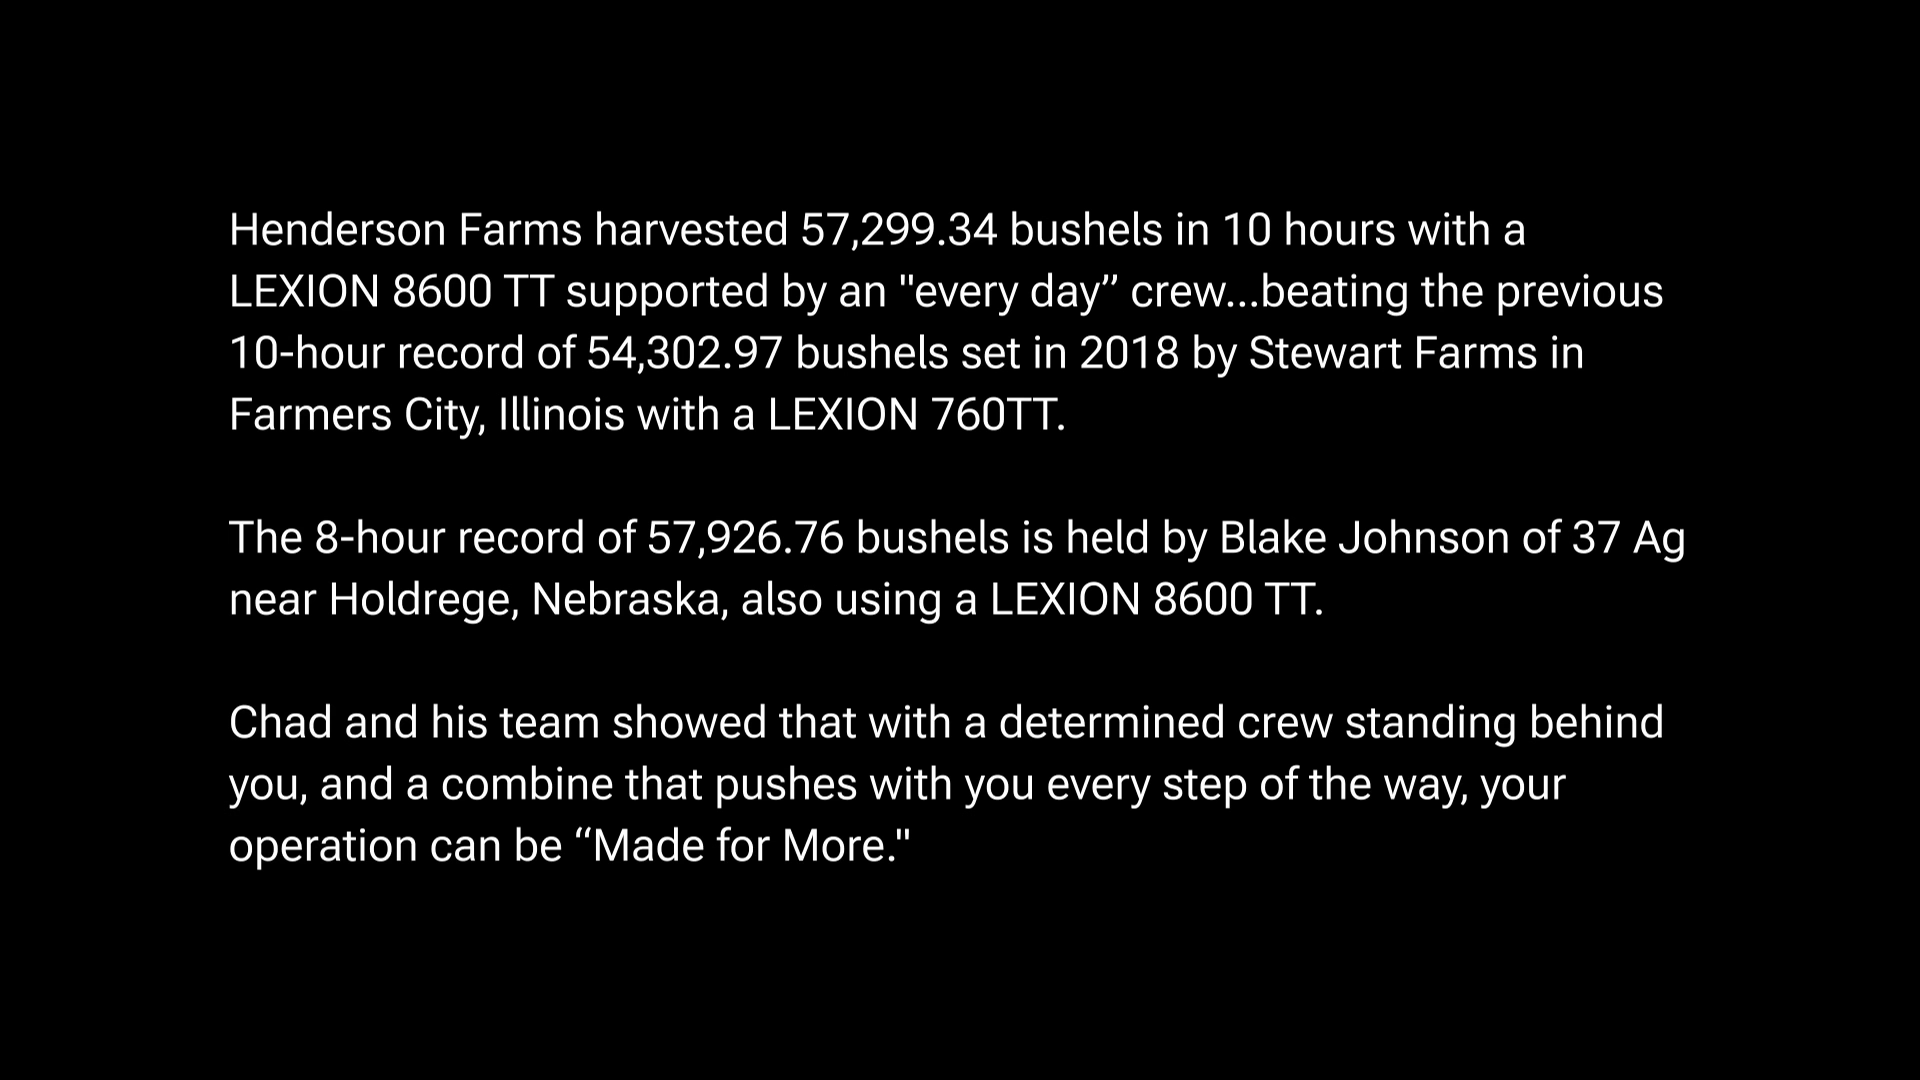 Henderson Farms harvested 57,299.34 bushels in 10 hours with a
LEXION 8600 TT supported by an "every day” crew...beating the previous
10-hour record of 54,302.97 bushels set in 2018 by Stewart Farms in
Farmers City, Illinois with a LEXION 760TT.
The 8-hour record of 57,926.76 bushels is held by Blake Johnson of 37 Ag
near Holdrege, Nebraska, also using a LEXION 8600 TT.
Chad and his team showed that with a determined crew standing behind
you, and a combine that pushes with you every step of the way, your
operation can be “Made for More."